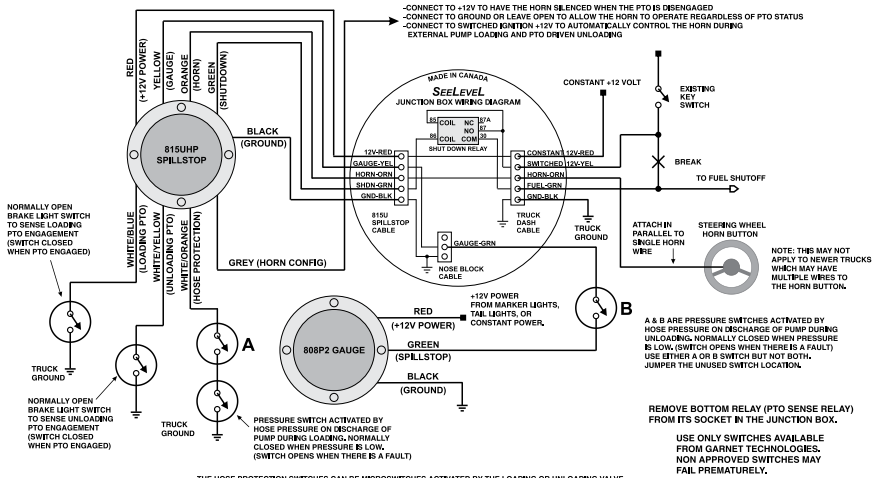 -CONNECT TO +12V TO HAVE THE HORN SILENCED WHEN THE PTO IS DISENGAGED
-CONNECT TO GROUND OR LEAVE OPEN TO ALLOW THE HORN TO OPERATE REGARDLESS OF PTO STATUS
-CONNECT TO SWITCHED IGNITION +12V TO AUTOMATICALLY CONTROL THE HORN DURING
EXTERNAL PUMP LOADING AND PTO DRIVEN UNLOADING
RED
(+12V POWER)
YELLOW
(GAUGE)
ORANGE
(HORN)
GREEN
(SHUTDOWN)
BLACK
(GROUND)
815UHP
SPILLSTOP
MADE IN CANADA
SEELEVEL
JUNCTION BOX WIRING DIAGRAM
85
COIL
NC
87A
NO
87
86
COIL
COM
30
SHUT DOWN RELAY
12V-RED
GAUGE-YEL
HORN-ORN
SHDN-GRN
GND-BLK
815U
SPILLSTOP
CABLE
CONSTANT 12V-RED
SWITCHED 12V-YEL
HORN-ORN
FUEL-GRN
GND-BLK
TRUCK
DASH
CABLE
GAUGE-GRN
NOSE BLOCK
CABLE
CONSTANT +12 VOLT
EXISTING
KEY
SWITCH
BREAK
TO FUEL SHUTOFF
TRUCK
GROUND
ATTACH IN
PARALLEL TO
SINGLE HORN
WIRE
STEERING WHEEL
HORN BUTTON
NOTE: THIS MAY NOT
APPLY TO NEWER TRUCKS
WHICH MAY HAVE
MULTIPLE WIRES TO
THE HORN BUTTON.
NORMALLY OPEN
BRAKE LIGHT SWITCH
TO SENSE LOADING
PTO ENGAGEMENT
(SWITCH CLOSED
WHEN PTO ENGAGED)
WHITE/BLUE
(LOADING PTO)
WHITE/YELLOW
(UNLOADING PTO)
WHITE/ORANGE
(HOSE PROTECTION)
GREY (HORN CONFIG)
TRUCK
GROUND
A
808P2 GAUGE
RED
(+12V POWER)
+12V POWER
FROM MARKER LIGHTS,
TAIL LIGHTS, OR
CONSTANT POWER.
GREEN
(SPILLSTOP)
BLACK
(GROUND)
B
A & B ARE PRESSURE SWITCHES ACTIVATED BY
HOSE PRESSURE ON DISCHARGE OF PUMP DURING
UNLOADING. NORMALLY CLOSED WHEN PRESSURE
IS LOW. (SWITCH OPENS WHEN THERE IS A FAULT)
USE EITHER A OR B SWITCH BUT NOT BOTH.
JUMPER THE UNUSED SWITCH LOCATION.
NORMALLY OPEN
BRAKE LIGHT SWITCH
TO SENSE UNLOADING
PTO ENGAGEMENT
(SWITCH CLOSED
WHEN PTO ENGAGED)
TRUCK
GROUND
PRESSURE SWITCH ACTIVATED BY
HOSE PRESSURE ON DISCHARGE OF
PUMP DURING LOADING. NORMALLY
CLOSED WHEN PRESSURE IS LOW.
(SWITCH OPENS WHEN THERE IS A FAULT)
REMOVE BOTTOM RELAY (PTO SENSE RELAY)
FROM ITS SOCKET IN THE JUNCTION BOX.
USE ONLY SWITCHES AVAILABLE
FROM GARNET TECHNOLOGIES.
NON APPROVED SWITCHES MAY
FAIL PREMATURELY.
THE HOSE PROTECTION SWITCHES CAN BE MICROSWITCHES ACTIVATED BY THE LOADING OR UNLOADING VALVE